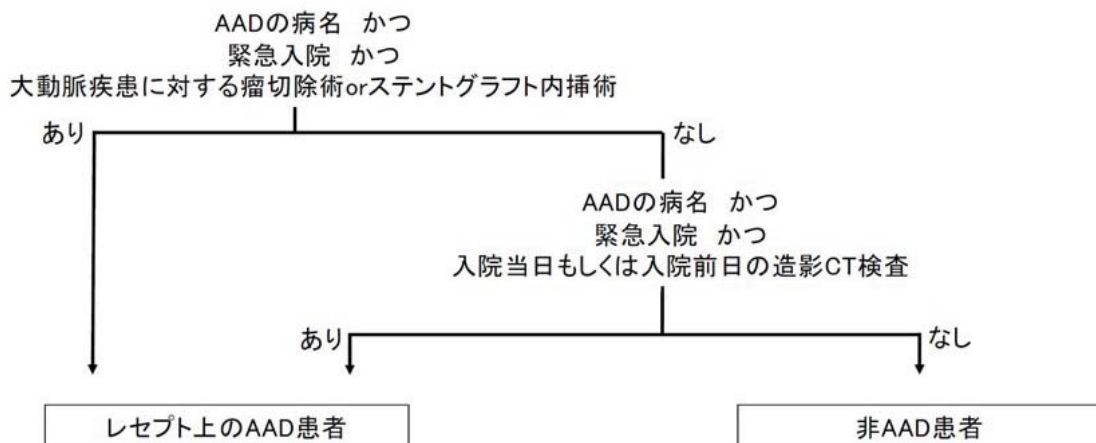 AADの病名 かつ
緊急入院 かつ
大動脈疾患に対する瘤切除術orステントグラフト内挿術
あり
なし
AADの病名 かつ
緊急入院 かつ
入院当日もしくは入院前日の造影CT検査
あり
なし
レセプト上のAAD患者
非AAD患者